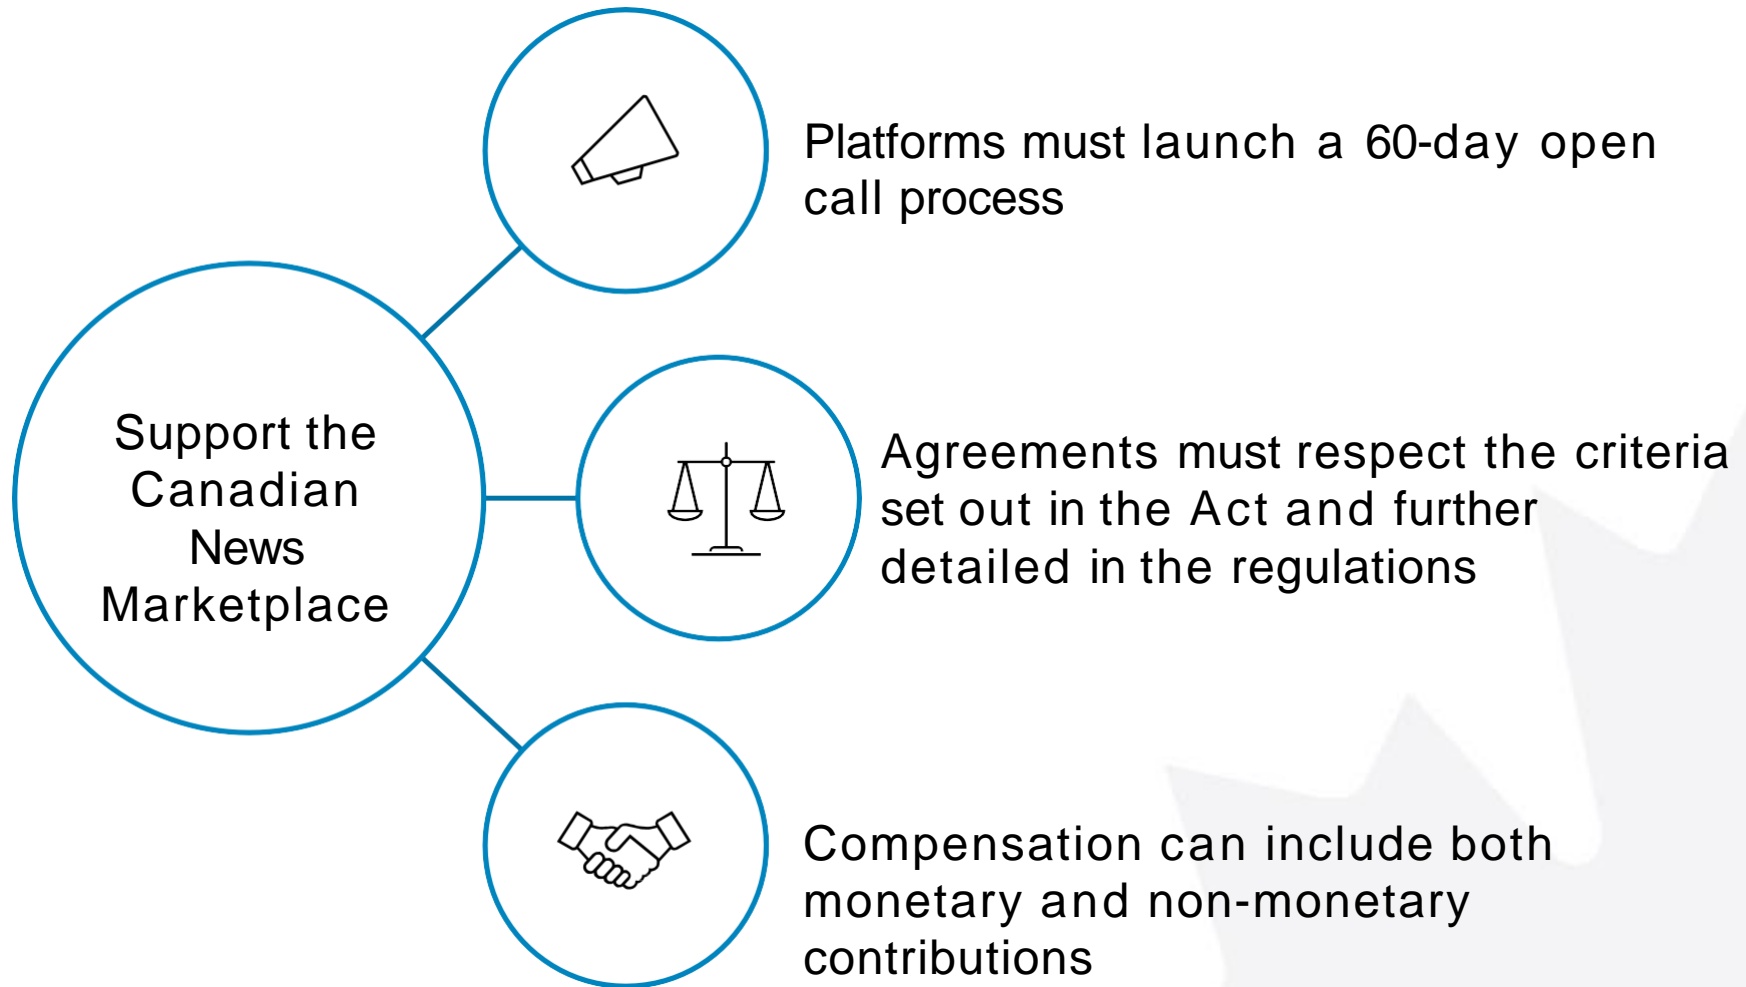 Platforms must launch a 60-day open
call process
Support the
Canadian
News
Marketplace
Agreements must respect the criteria
set out in the Act and further
detailed in the regulations
Compensation can include both
monetary and non-monetary
contributions